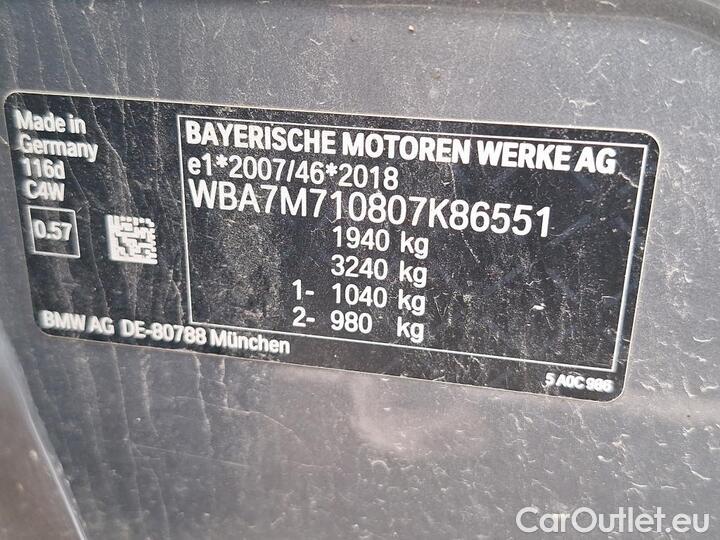 Made in
Germany
116d
C4W
0.57
BAYERISCHE MOTOREN WERKE AG
e1*2007/46*2018
WBA7M710807K86551
1940 kg
3240 kg
1- 1040 kg
2- 980 kg
BMW AG DE-80788 München
5 A0C 986
CarOutlet.eu